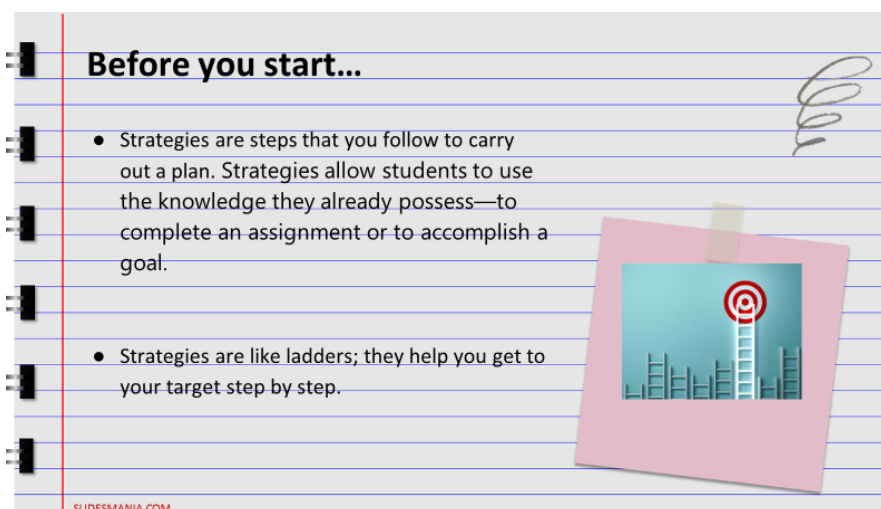 Before you start...
● Strategies are steps that you follow to carry
out a plan. Strategies allow students to use
the knowledge they already possess—to
complete an assignment or to accomplish a
goal.
● Strategies are like ladders; they help you get to
your target step by step.
SLIDESMANIA.COM